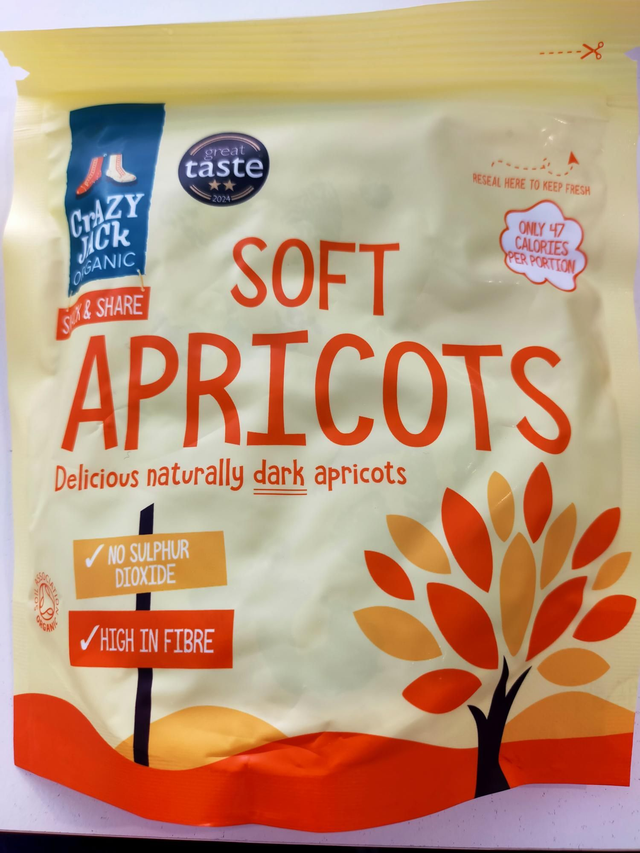 great
taste
2024
CRAZY
JACK
ORGANIC
& SHARE
RESEAL HERE TO KEEP FRESH
ONLY 47
CALORIES
PER PORTION
SOFT
APRICOTS
Delicious naturally dark apricots
✓ NO SULPHUR
DIOXIDE
✓ HIGH IN FIBRE
ORGANIC